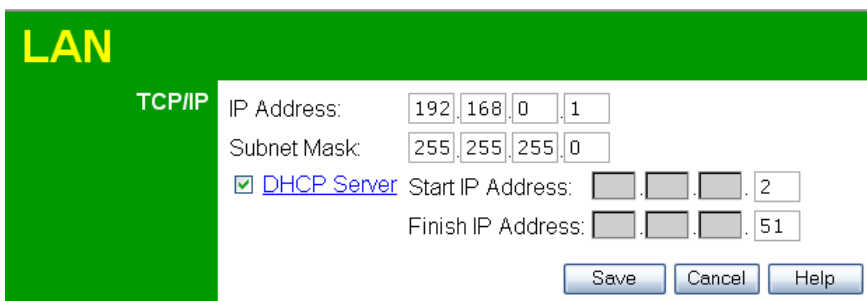 LAN
TCP/IP
IP Address: 192.168.0.1
Subnet Mask: 255.255.255.0
DHCP Server Start IP Address: . . . 2
Finish IP Address: . . . 51
Save Cancel Help